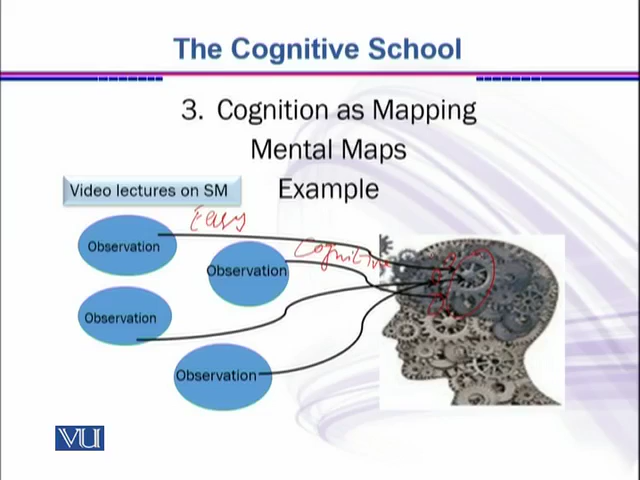 The Cognitive School
3. Cognition as Mapping
Mental Maps
Video lectures on SM
Example
Easy
Cognitive
Observation
Observation
Observation
Observation
VU